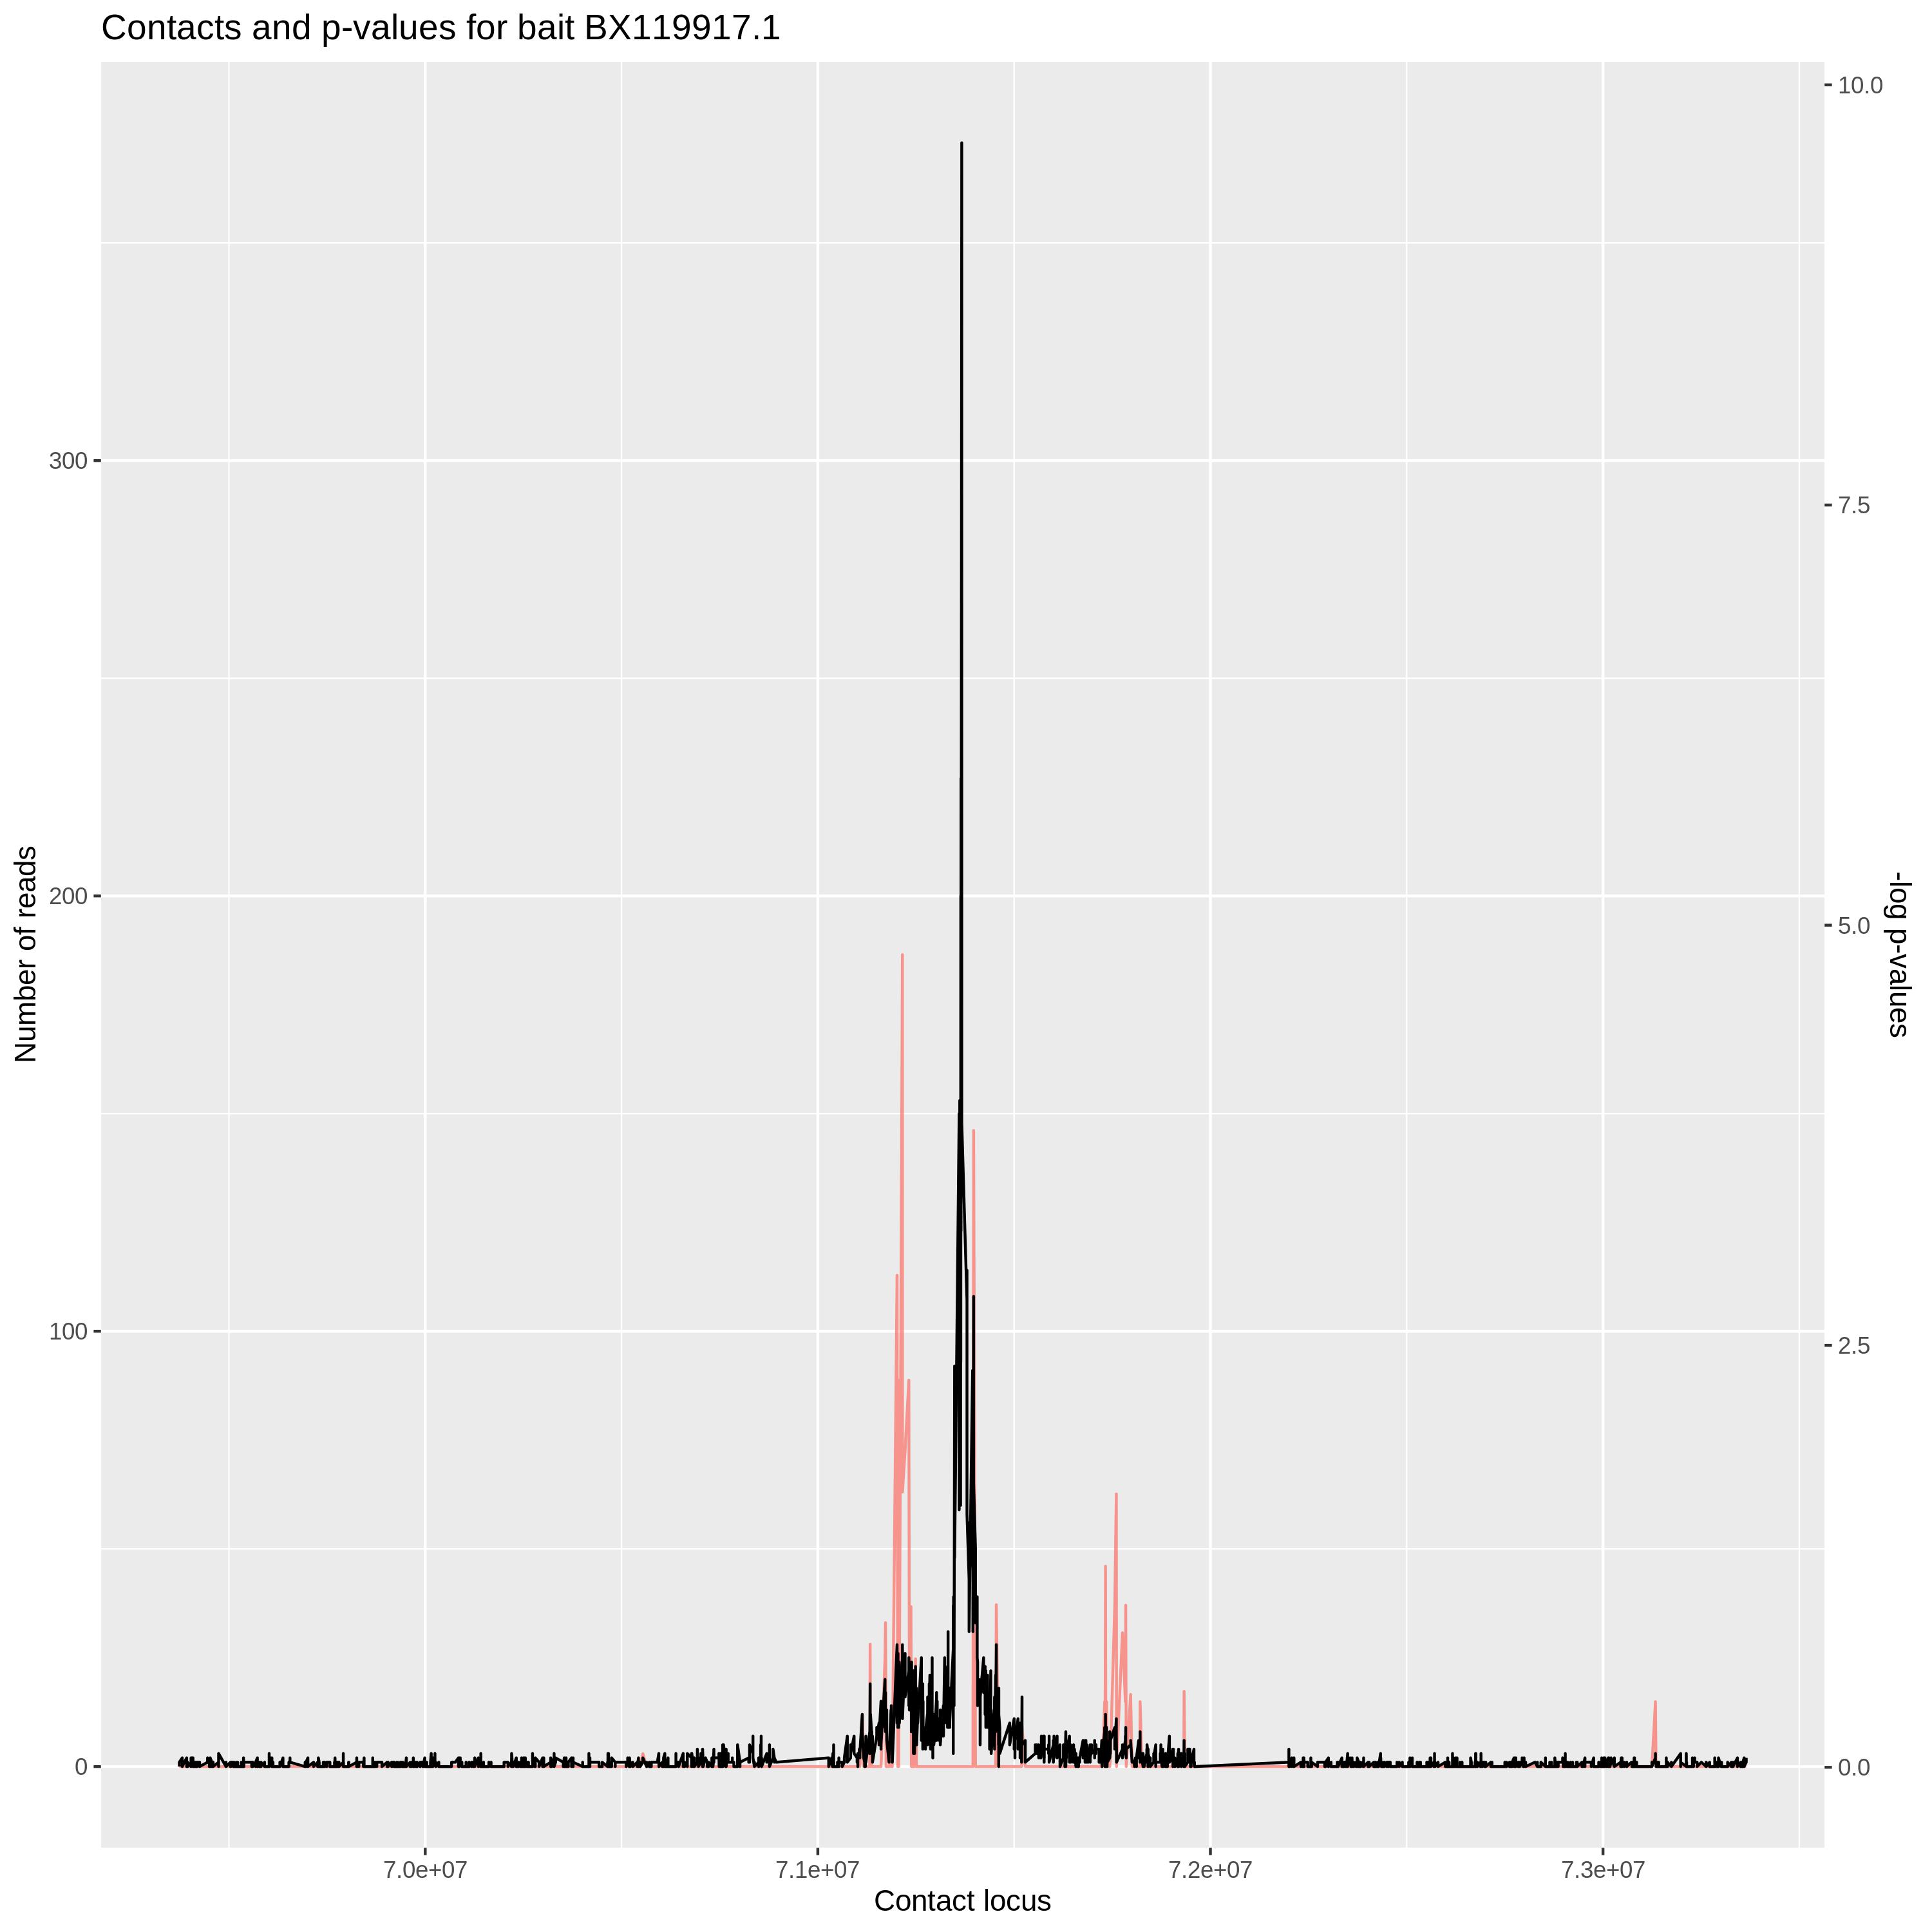 Contacts and p-values for bait BX119917.1
10.0
7.5
5.0
2.5
0.0
300
200
100
0
Number of reads
-log p-values
7.0e+07 7.1e+07 7.2e+07 7.3e+07
Contact locus